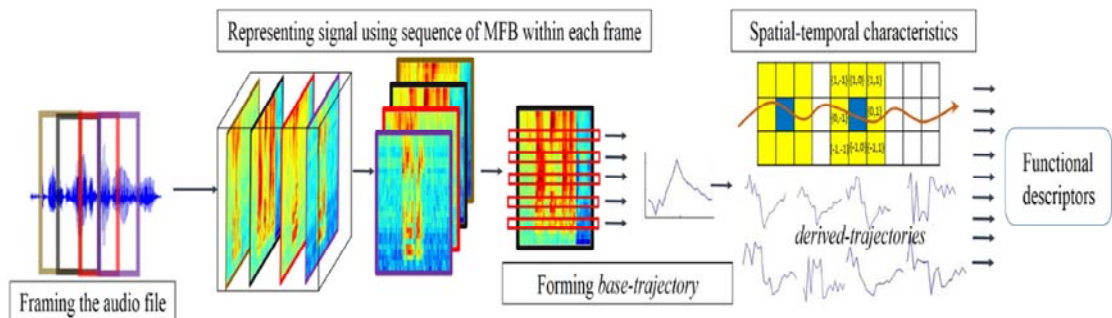 Representing signal using sequence of MFB within each frame
Spatial-temporal characteristics
{1,-1} {1,0} {1,1}
{0,-1} {0,1}
{-1,-1} {-1,0} {-1,1}
Functional
descriptors
derived-trajectories
Forming base-trajectory
Framing the audio file